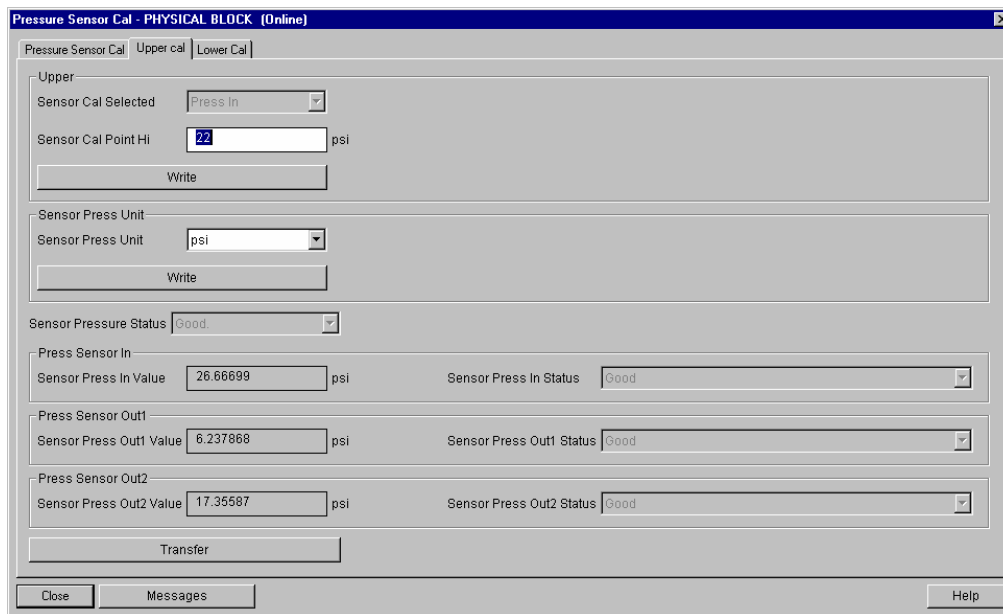 Pressure Sensor Cal - PHYSICAL BLOCK (Online)
Pressure Sensor Cal Upper cal Lower Cal
Upper
Sensor Cal Selected Press In
Sensor Cal Point Hi 22 psi
Write
Sensor Press Unit
Sensor Press Unit psi
Write
Sensor Pressure Status Good.
Press Sensor In
Sensor Press In Value 26.66699 psi Sensor Press In Status Good
Press Sensor Out1
Sensor Press Out1 Value 6.237868 psi Sensor Press Out1 Status Good
Press Sensor Out2
Sensor Press Out2 Value 17.35587 psi Sensor Press Out2 Status Good
Transfer
Close Messages Help